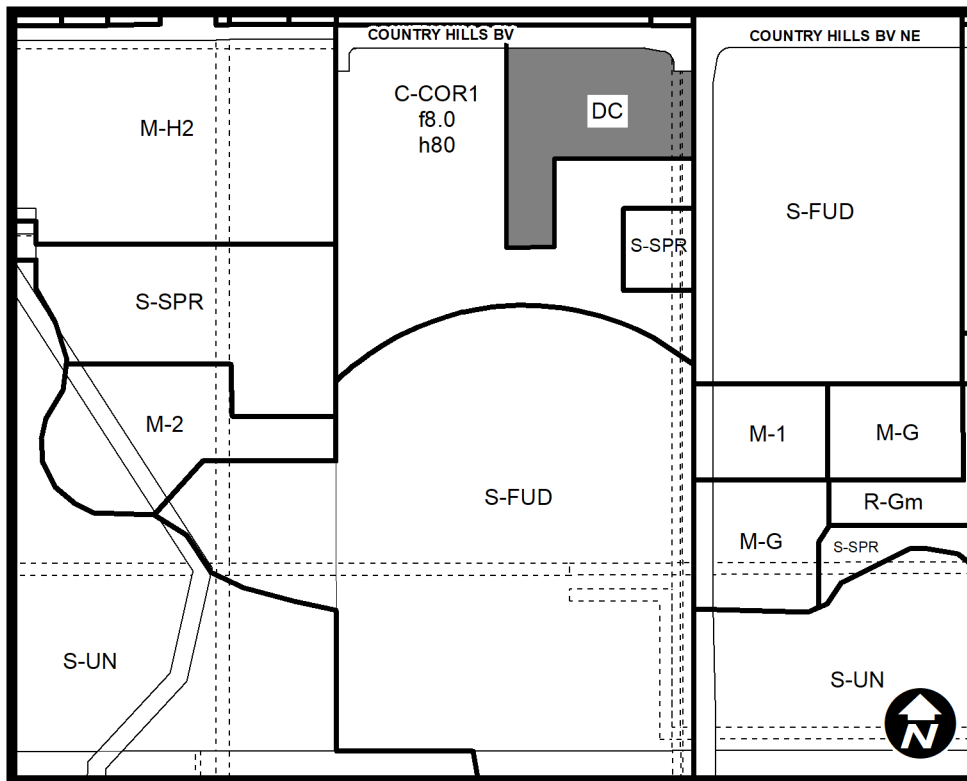 COUNTRY HILLS BV
COUNTRY HILLS BV NE
C-COR1
f8.0
h80
DC
M-H2
S-FUD
S-SPR
S-SPR
M-2
M-1
M-G
S-FUD
R-Gm
M-G
S-SPR
S-UN
S-UN
N